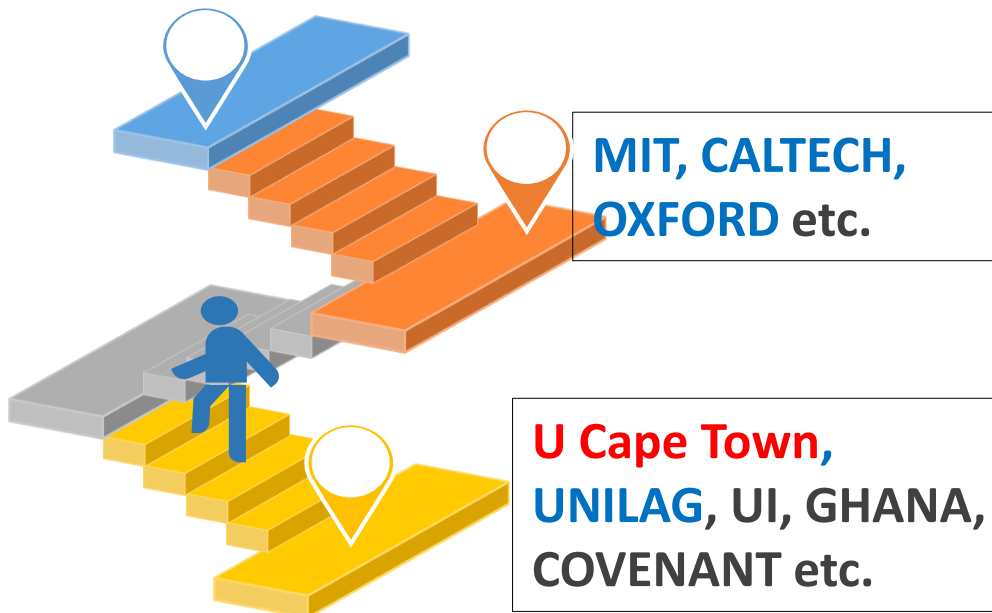 MIT, CALTECH,
OXFORD etc.
U Cape Town,
UNILAG, UI, GHANA,
COVENANT etc.